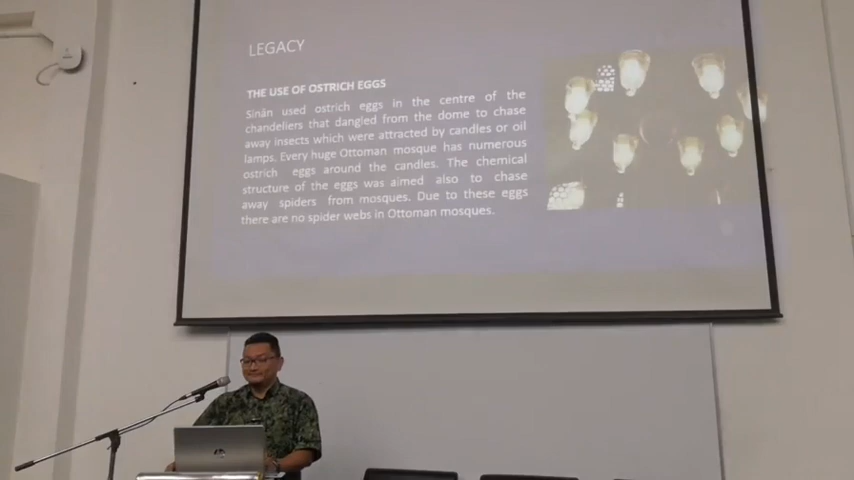 LEGACY
THE USE OF OSTRICH EGGS
Sinân used ostrich eggs in the centre of the
chandeliers that dangled from the dome to chase
away insects which were attracted by candles or oil
lamps. Every huge Ottoman mosque has numerous
ostrich eggs around the candles. The chemical
structure of the egg was aimed also to chase
away spiders from mosques. Due to these eggs
there are no spider webs in Ottoman mosques.
hp